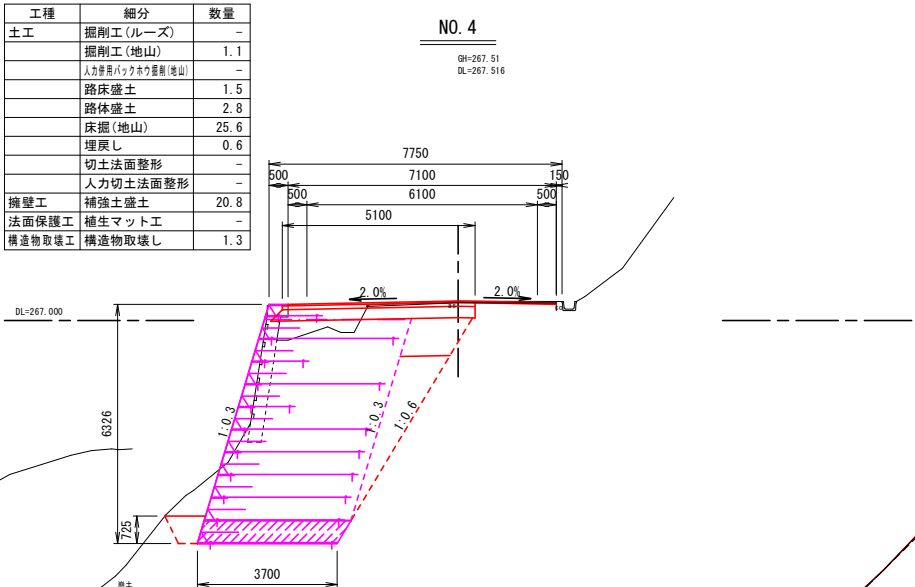 工種 細分 数量
土工 掘削工(ルーズ) -
掘削工(地山) 1.1
人力併用バックホウ掘削(地山) -
路床盛土 1.5
路体盛土 2.8
床掘(地山) 25.6
埋戻し 0.6
切土法面整形 -
人力切土法面整形 -
擁壁工 補強土盛土 20.8
法面保護工 植生マット工 -
構造物取壊工 構造物取壊し 1.3
NO.4
GH=267.51
DL=267.516
7750
500 7100 150
500 6100 500
5100
2.0% 2.0%
DL=267.000
6326
1:0.3
1:0.3
1:0.6
725
3700